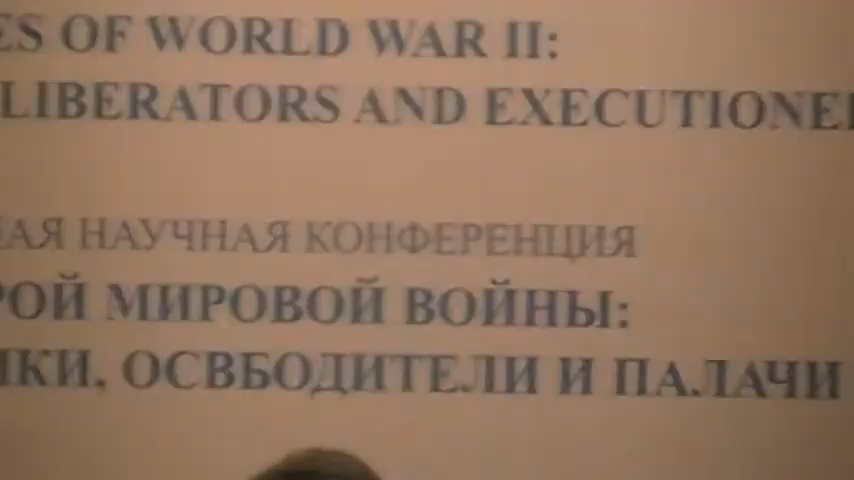 ES OF WORLD WAR II:
LIBERATORS AND EXECUTIONE
АЯ НАУЧНАЯ КОНФЕРЕНЦИЯ
РОЙ МИРОВОЙ ВОЙНЫ:
ИКИ, ОСВБОДИТЕЛИ И ПАЛАЧИ